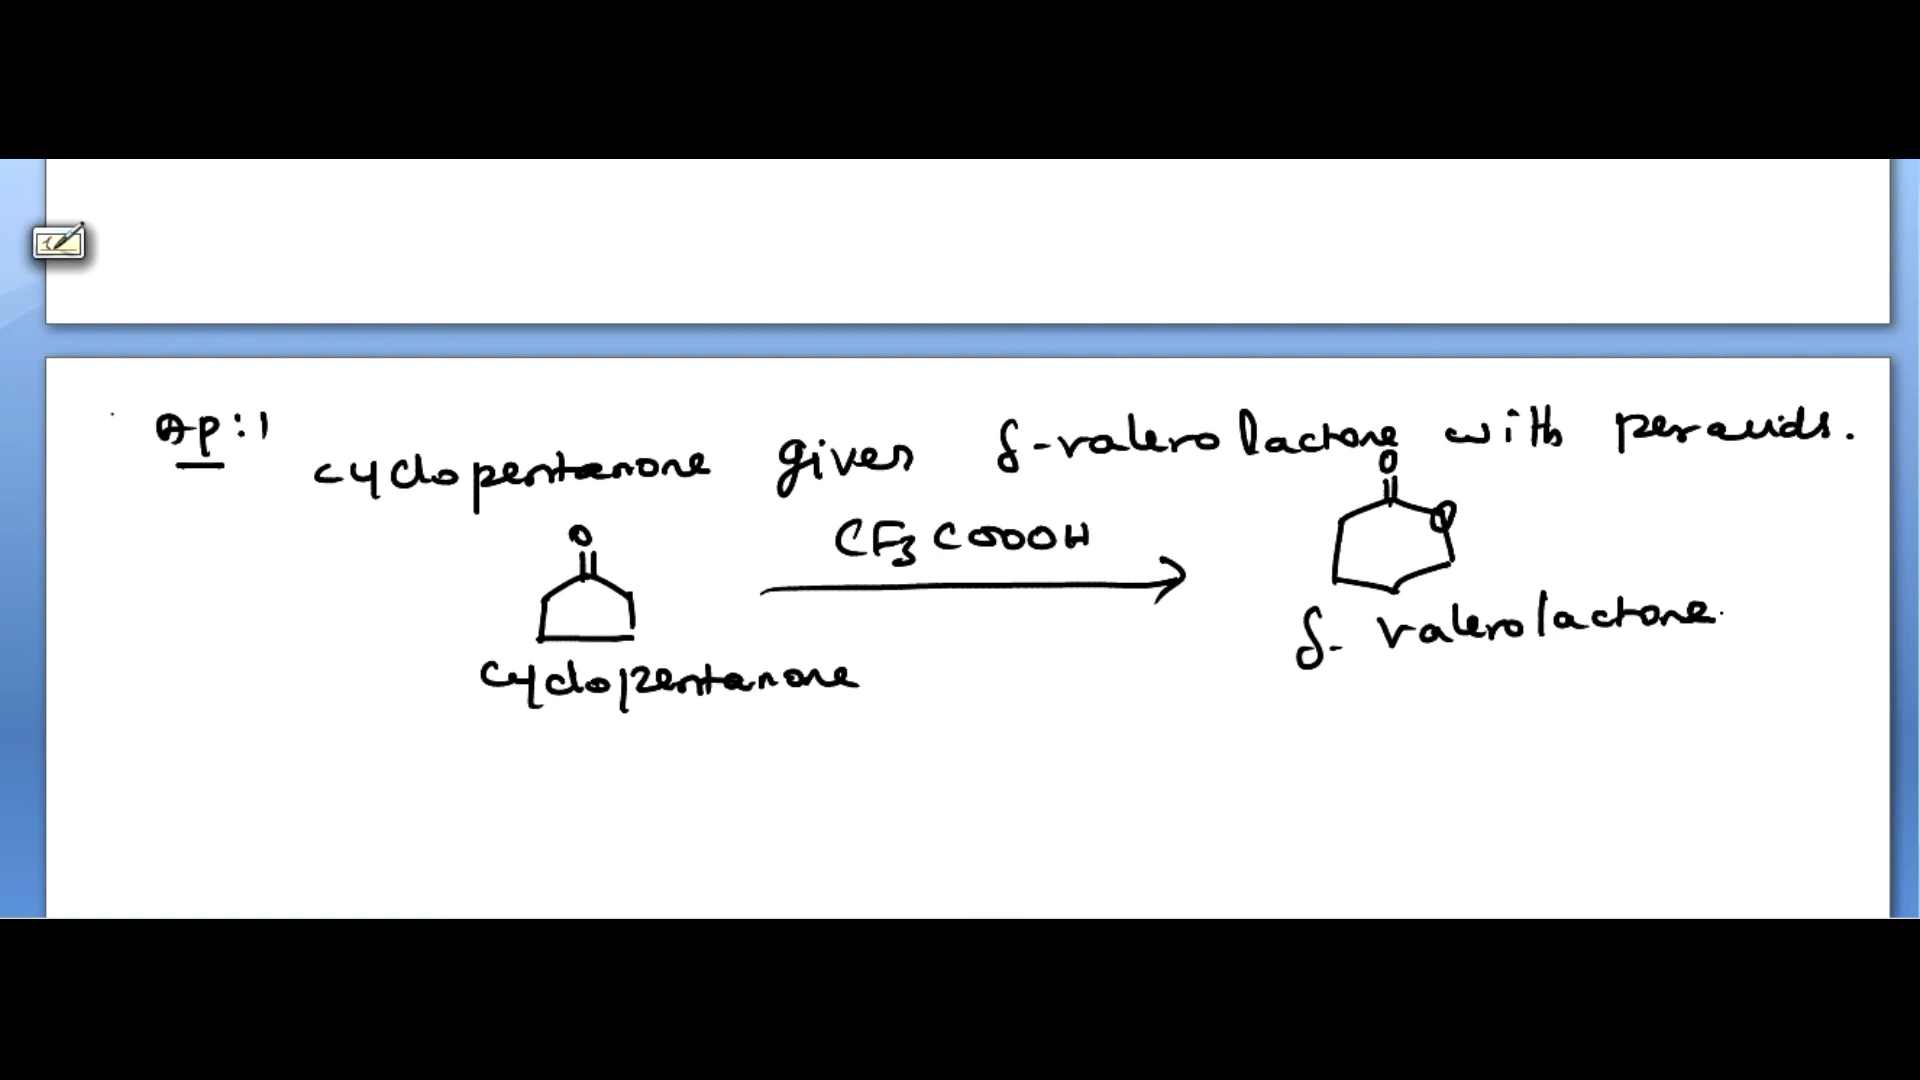 Ap:1
cyclopentanone gives δ-valerolactone with peracids.
O
O
CF3COOOH
O
δ-valerolactone.
cyclopentanone